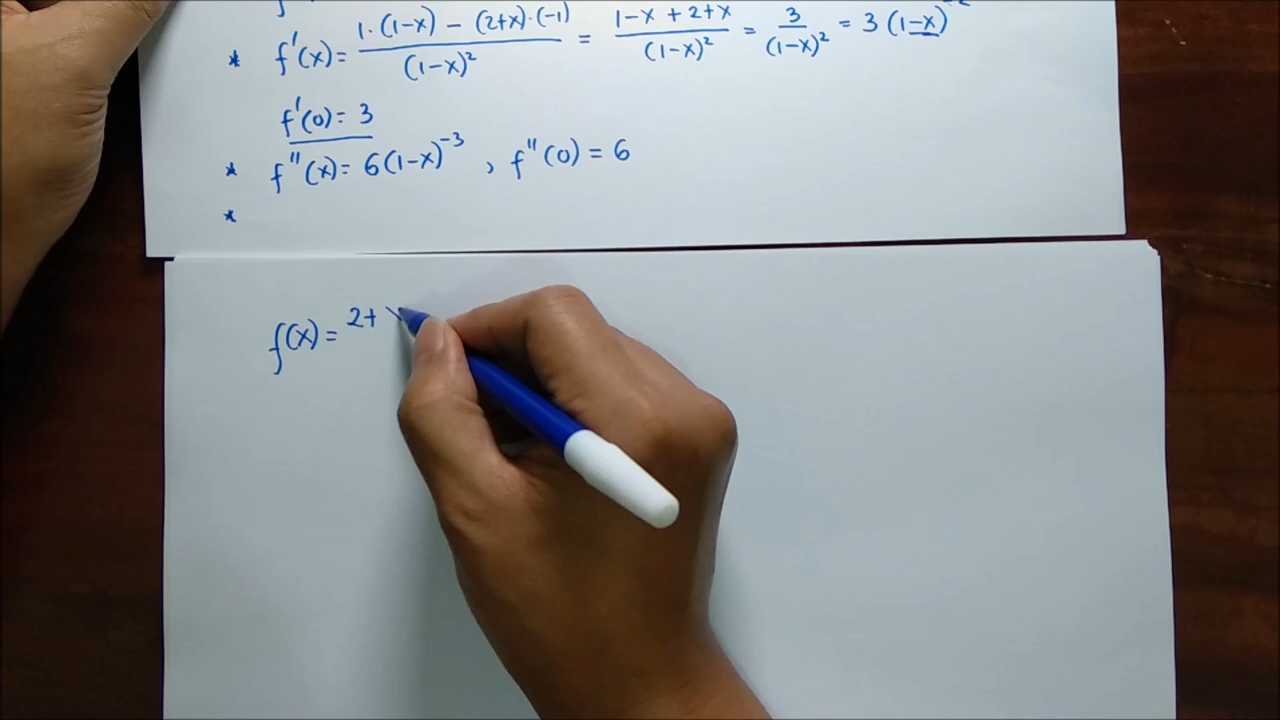 * f'(x) = 1·(1-x) - (2+x)·(-1) / (1-x)² = 1-x+2+x / (1-x)² = 3 / (1-x)² = 3(1-x)
f'(0) = 3
* f''(x) = 6(1-x)⁻³ , f''(0) = 6
*
f(x) = 2+